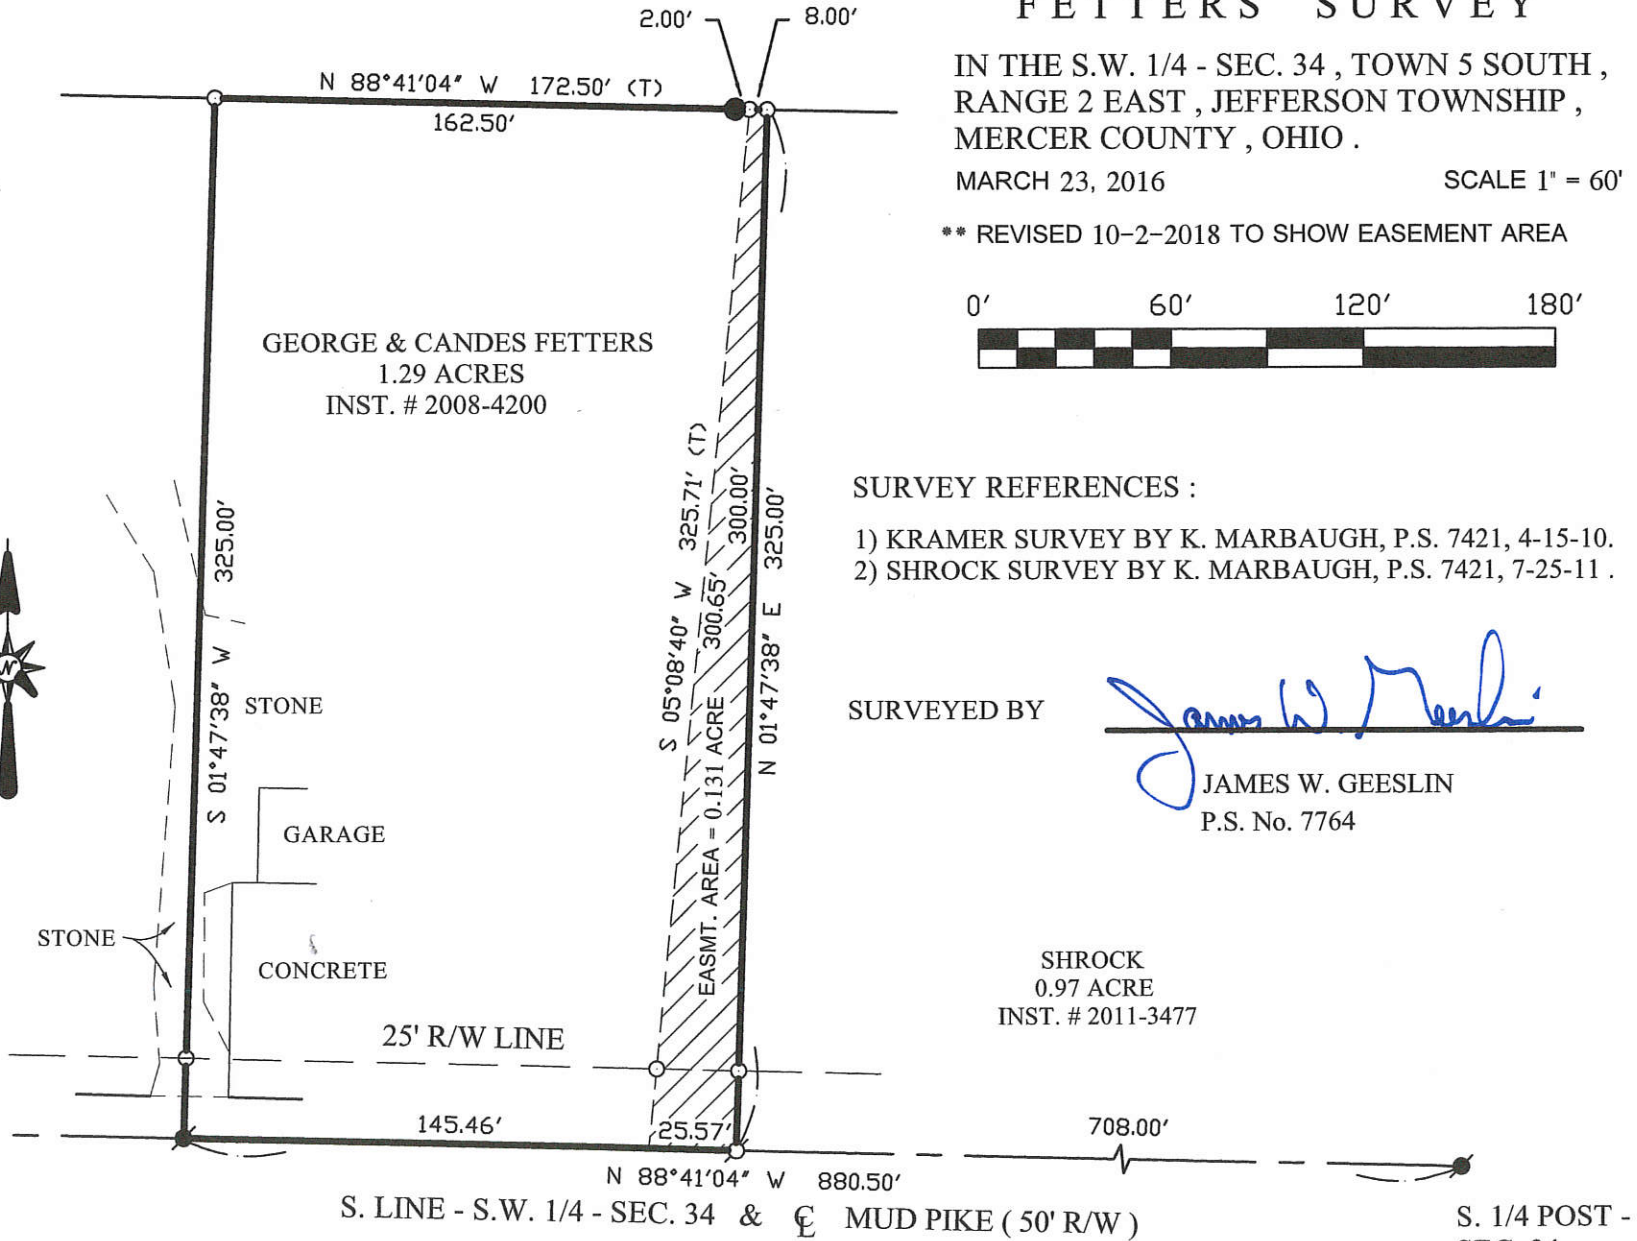 2.00'
8.00'
FETTERS SURVEY
N 88°41'04" W 172.50' (T)
162.50'
IN THE S.W. 1/4 - SEC. 34 , TOWN 5 SOUTH ,
RANGE 2 EAST , JEFFERSON TOWNSHIP ,
MERCER COUNTY , OHIO .
MARCH 23, 2016
SCALE 1" = 60'
** REVISED 10-2-2018 TO SHOW EASEMENT AREA
0' 60' 120' 180'
GEORGE & CANDES FETTERS
1.29 ACRES
INST. # 2008-4200
SURVEY REFERENCES :
1) KRAMER SURVEY BY K. MARBAUGH, P.S. 7421, 4-15-10.
2) SHROCK SURVEY BY K. MARBAUGH, P.S. 7421, 7-25-11 .
S 01°47'38" W 325.00'
S 05°08'40" W 325.71' (T)
EASMT. AREA = 0.131 ACRE 300.65'
300.00'
N 01°47'38" E 325.00'
N
STONE
SURVEYED BY
James W. Geeslin
JAMES W. GEESLIN
P.S. No. 7764
GARAGE
STONE
CONCRETE
SHROCK
0.97 ACRE
INST. # 2011-3477
25' R/W LINE
145.46'
25.57'
708.00'
N 88°41'04" W 880.50'
S. LINE - S.W. 1/4 - SEC. 34 & ℄ MUD PIKE ( 50' R/W )
S. 1/4 POST -